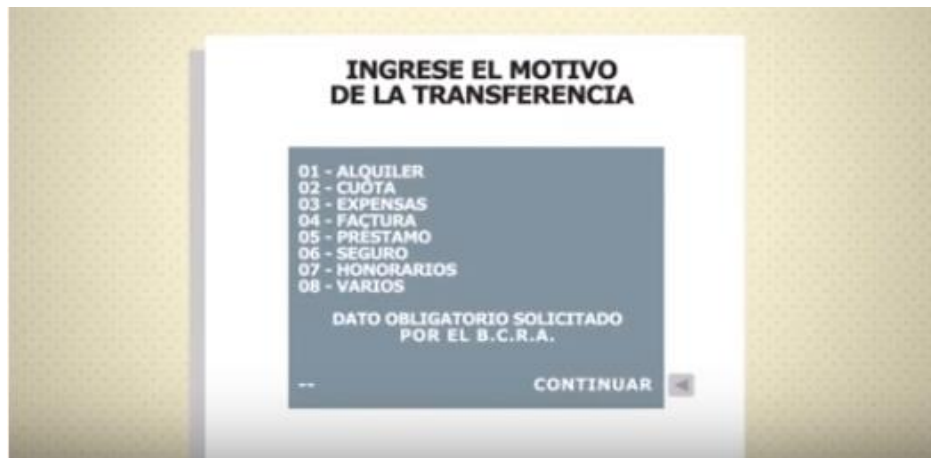 INGRESE EL MOTIVO
DE LA TRANSFERENCIA
01 - ALQUILER
02 - CUOTA
03 - EXPENSAS
04 - FACTURA
05 - PRÉSTAMO
06 - SEGURO
07 - HONORARIOS
08 - VARIOS
DATO OBLIGATORIO SOLICITADO
POR EL B.C.R.A.
-- CONTINUAR